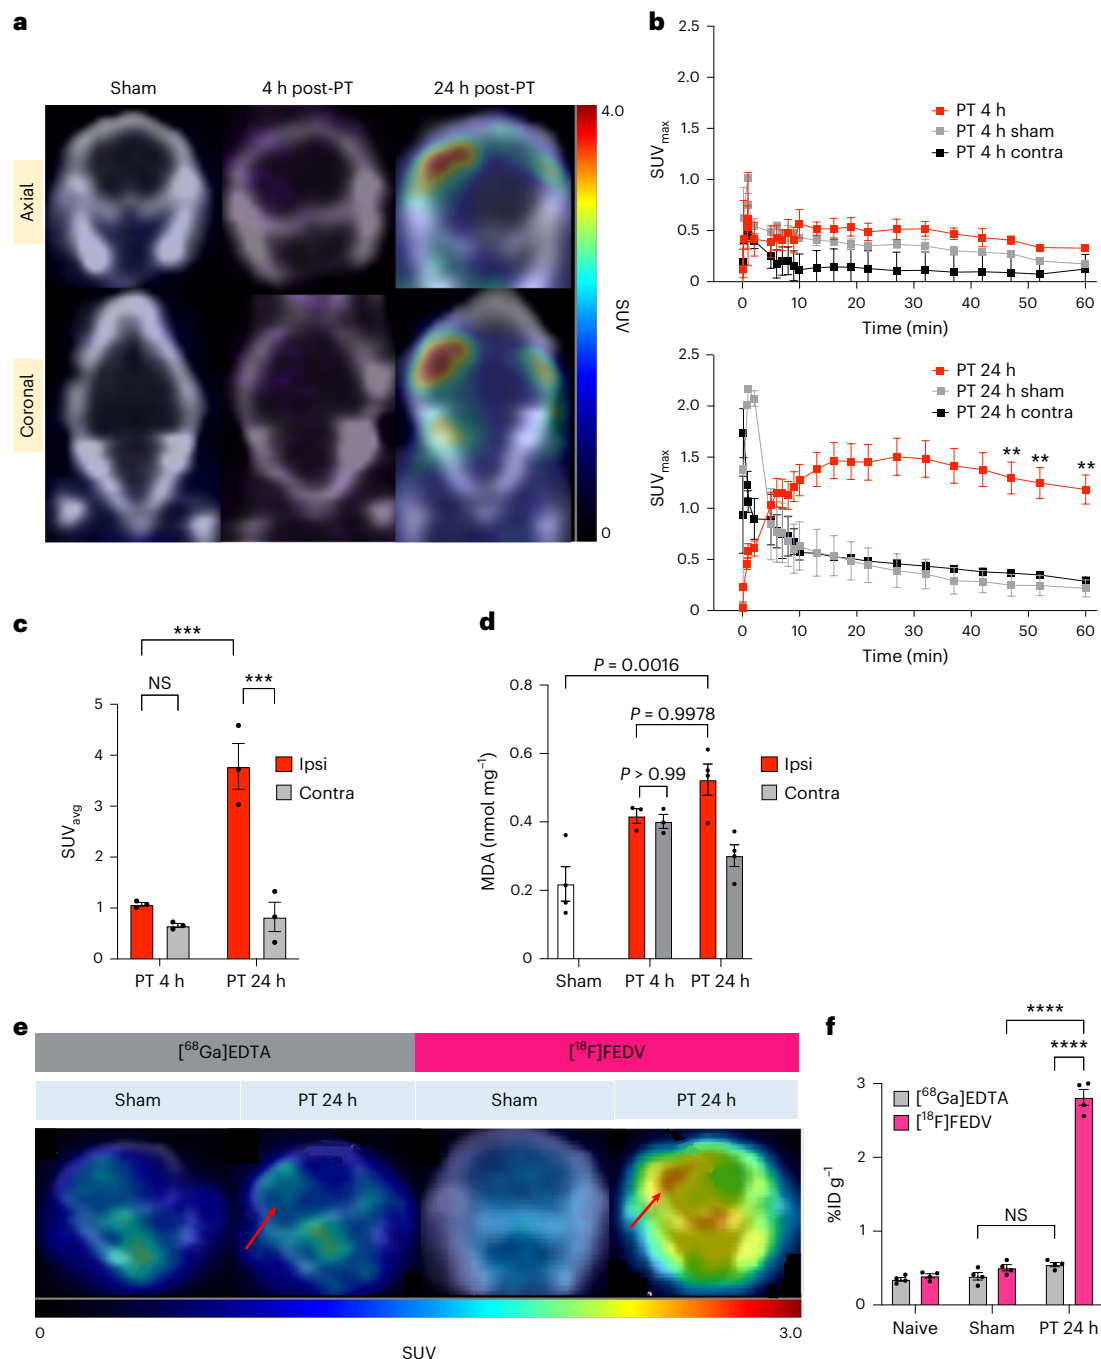 a
Sham
4 h post-PT
24 h post-PT
Axial
Coronal
4.0
SUV
0
b
2.5
2.0
1.5
1.0
0.5
0
SUVmax
PT 4 h
PT 4 h sham
PT 4 h contra
0 10 20 30 40 50 60
Time (min)
2.5
2.0
1.5
1.0
0.5
0
SUVmax
PT 24 h
PT 24 h sham
PT 24 h contra
** ** **
0 10 20 30 40 50 60
Time (min)
c
***
NS
***
5
4
3
2
1
0
SUVavg
Ipsi
Contra
PT 4 h
PT 24 h
d
P = 0.0016
P = 0.9978
P > 0.99
0.8
0.6
0.4
0.2
0
MDA (nmol mg⁻¹)
Ipsi
Contra
Sham
PT 4 h
PT 24 h
e
[⁶⁸Ga]EDTA
[¹⁸F]FEDV
Sham
PT 24 h
Sham
PT 24 h
0
3.0
SUV
f
****
****
3
2
1
0
%ID g⁻¹
[⁶⁸Ga]EDTA
[¹⁸F]FEDV
NS
Naive
Sham
PT 24 h